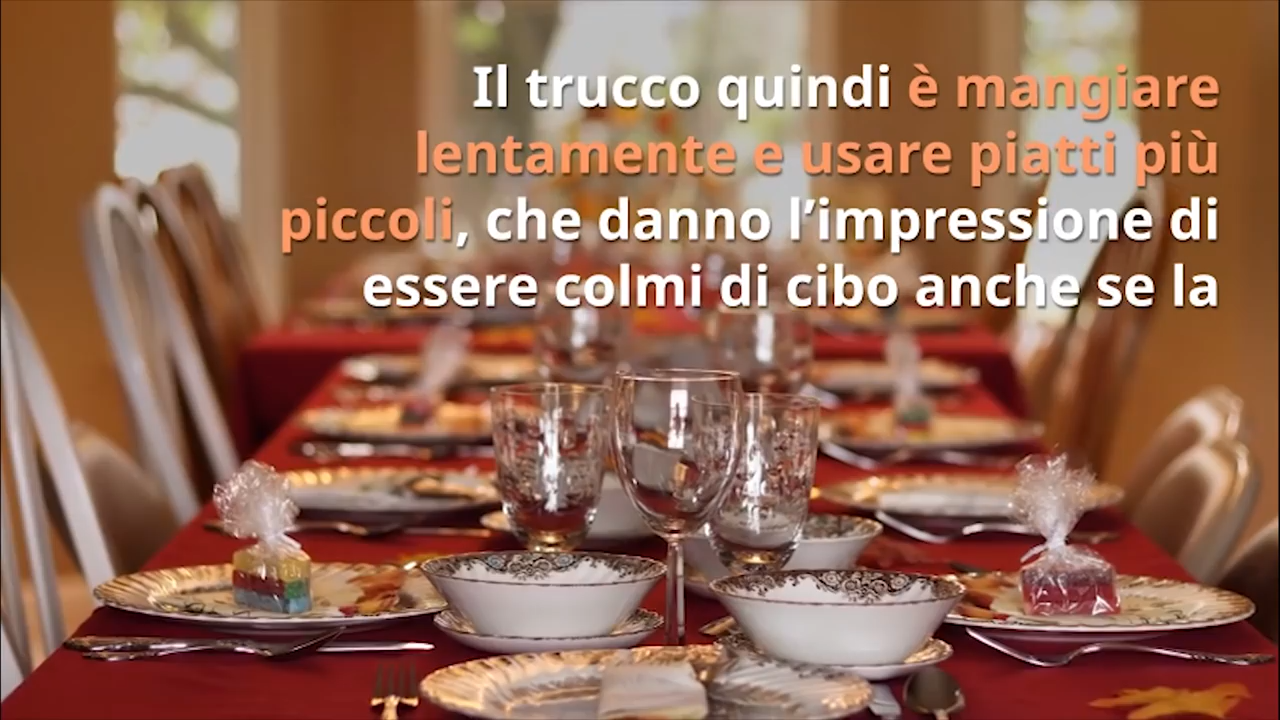 Il trucco quindi è mangiare
lentamente e usare piatti più
piccoli, che danno l’impressione di
essere colmi di cibo anche se la